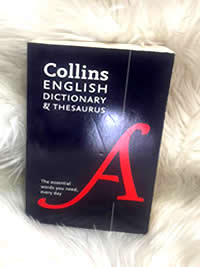 Collins
ENGLISH
DICTIONARY
& THESAURUS
A
The essential
words you need,
every day